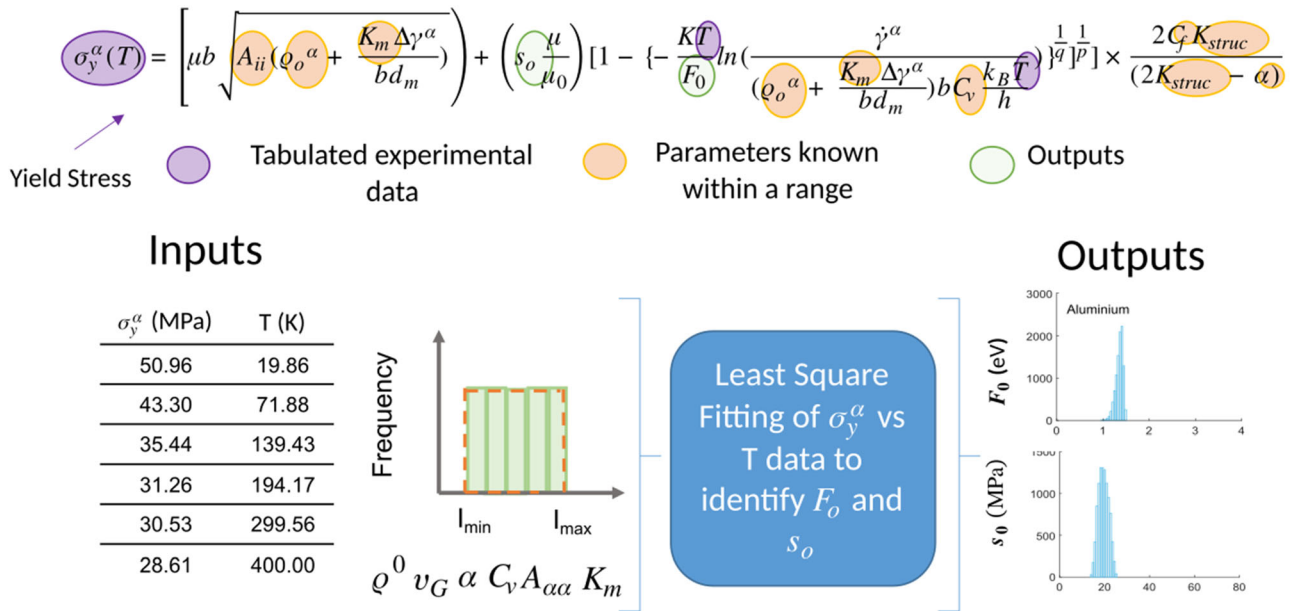 σ_y^α(T) = [μb √(A_ii(ϱ_o^α + K_m Δγ^α / b d_m)) + (s_o μ/μ_0) [1 − {− KT/F_0 ln( γ̇^α / (ϱ_o^α + K_m Δγ^α / b d_m) b C_v k_B T/h )}^{1/q}]^{1/p}] × 2C_f K_struc / (2K_struc − α)
Yield Stress
Tabulated experimental
data
Parameters known
within a range
Outputs
Inputs
Outputs
σ_y^α (MPa) T (K)
50.96 19.86
43.30 71.88
35.44 139.43
31.26 194.17
30.53 299.56
28.61 400.00
Frequency
I_min I_max
ϱ^0 υ_G α C_v A_αα K_m
Least Square
Fitting of σ_y^α vs
T data to
identify F_o and
s_o
Aluminium
F_0 (eV)
3000
2000
1000
0
0 1 2 3 4
s_0 (MPa)
1500
1000
500
0
0 20 40 60 80